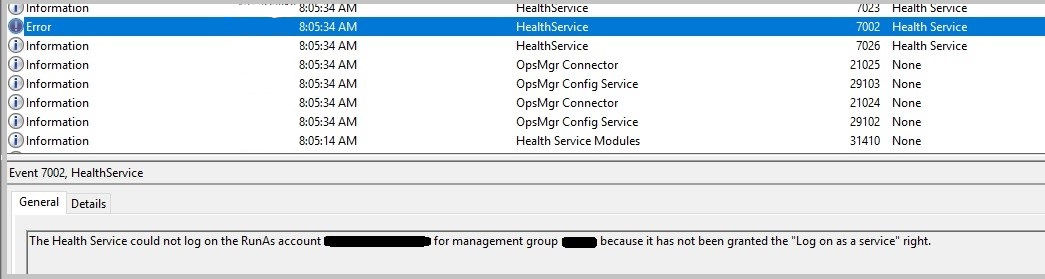 Information 8:05:34 AM HealthService 7023 Health Service
Error 8:05:34 AM HealthService 7002 Health Service
Information 8:05:34 AM HealthService 7026 Health Service
Information 8:05:34 AM OpsMgr Connector 21025 None
Information 8:05:34 AM OpsMgr Config Service 29103 None
Information 8:05:34 AM OpsMgr Connector 21024 None
Information 8:05:34 AM OpsMgr Config Service 29102 None
Information 8:05:14 AM Health Service Modules 31410 None
Event 7002, HealthService
General Details
The Health Service could not log on the RunAs account for management group because it has not been granted the "Log on as a service" right.